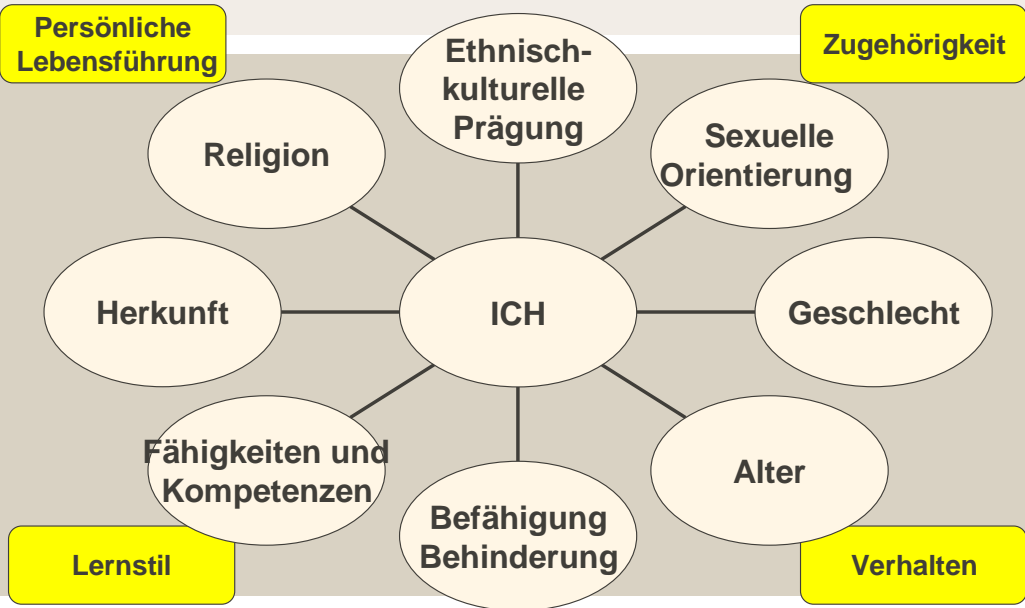 Persönliche
Lebensführung
Ethnisch-
kulturelle
Prägung
Zugehörigkeit
Religion
Sexuelle
Orientierung
Herkunft
ICH
Geschlecht
Fähigkeiten und
Kompetenzen
Befähigung
Behinderung
Alter
Lernstil
Verhalten